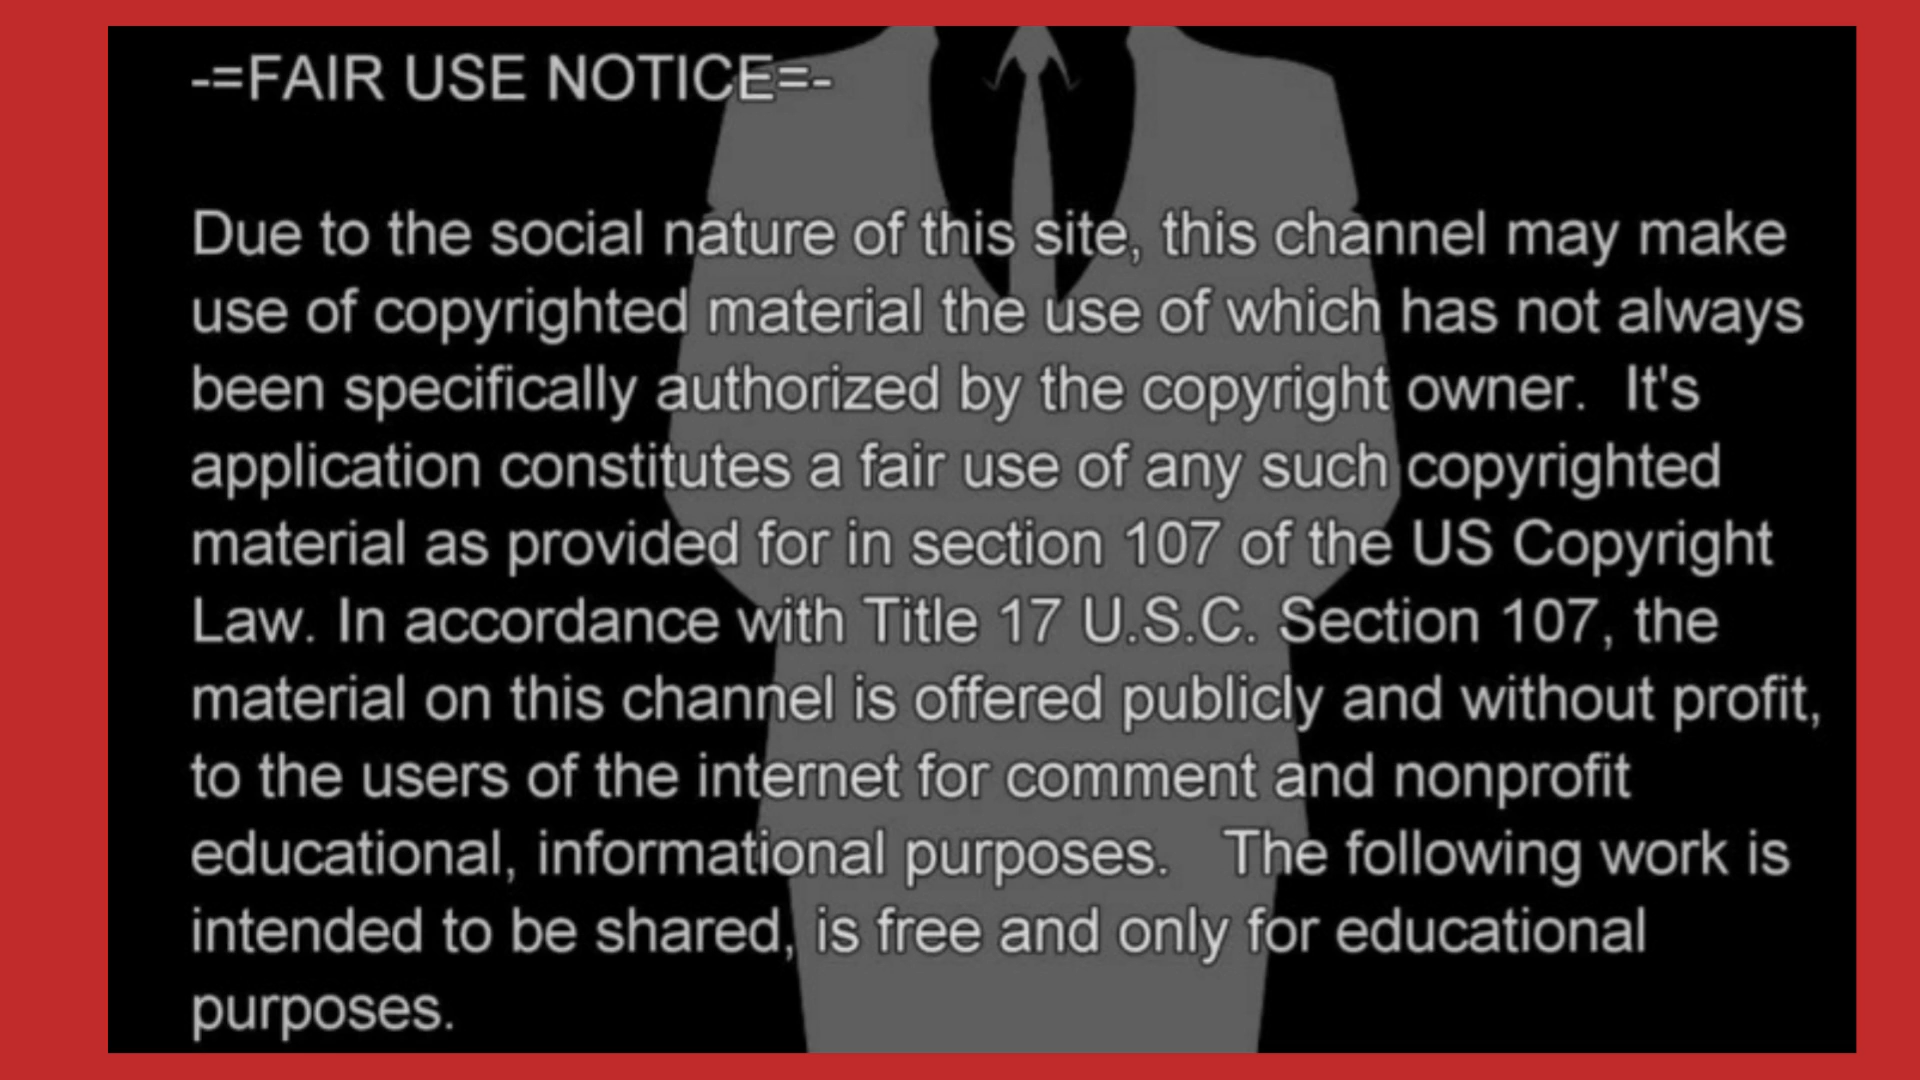 -=FAIR USE NOTICE=-
Due to the social nature of this site, this channel may make
use of copyrighted material the use of which has not always
been specifically authorized by the copyright owner.  It's
application constitutes a fair use of any such copyrighted
material as provided for in section 107 of the US Copyright
Law. In accordance with Title 17 U.S.C. Section 107, the
material on this channel is offered publicly and without profit,
to the users of the internet for comment and nonprofit
educational, informational purposes.   The following work is
intended to be shared, is free and only for educational
purposes.